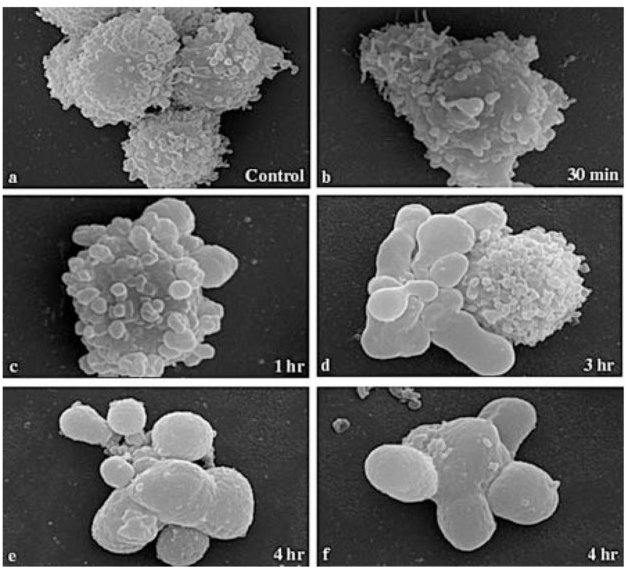 a Control
b 30 min
c 1 hr
d 3 hr
e 4 hr
f 4 hr